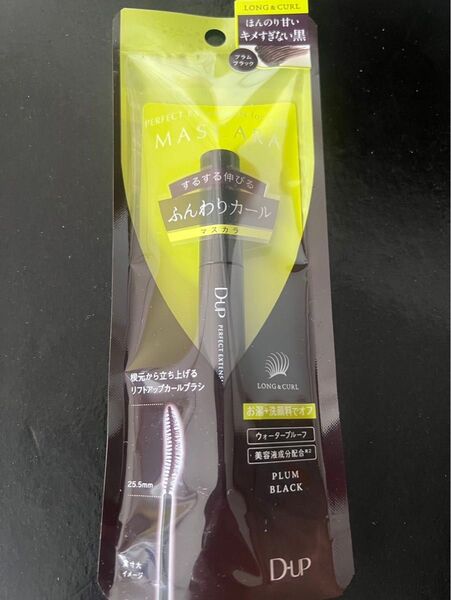 LONG & CURL
ほんのり甘い
キメすぎない黒
プラム
ブラック
PERFECT EX
MASCARA
するする伸びる
ふんわりカール
マスカラ
D-UP
PERFECT EXTENS
根元から立ち上げる
リフトアップカールブラシ
LONG & CURL
お湯+洗顔料でオフ
ウォータープルーフ
美容液成分配合※2
25.5mm
PLUM
BLACK
実寸大
イメージ
D-UP